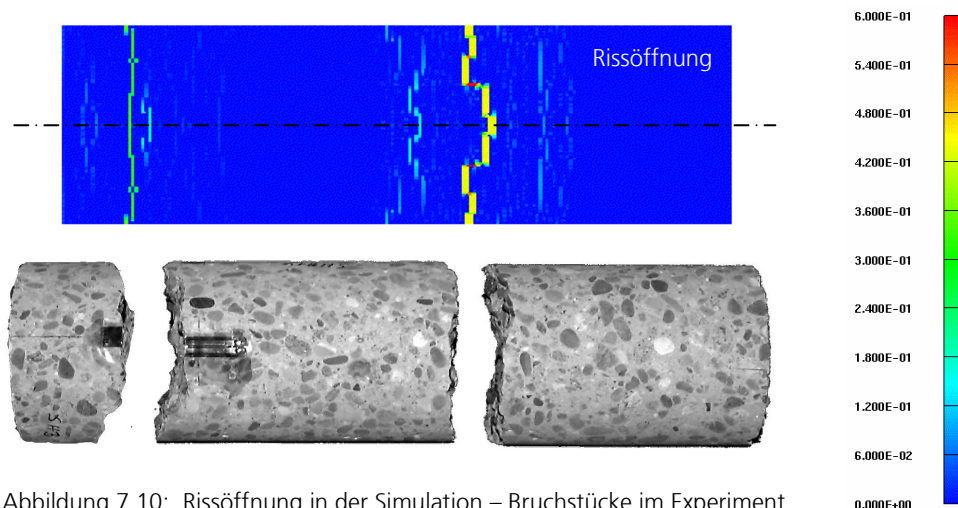 Rissöffnung
6.000E-01
5.400E-01
4.800E-01
4.200E-01
3.600E-01
3.000E-01
2.400E-01
1.800E-01
1.200E-01
6.000E-02
0.000E+00
Abbildung 7.10: Rissöffnung in der Simulation – Bruchstücke im Experiment